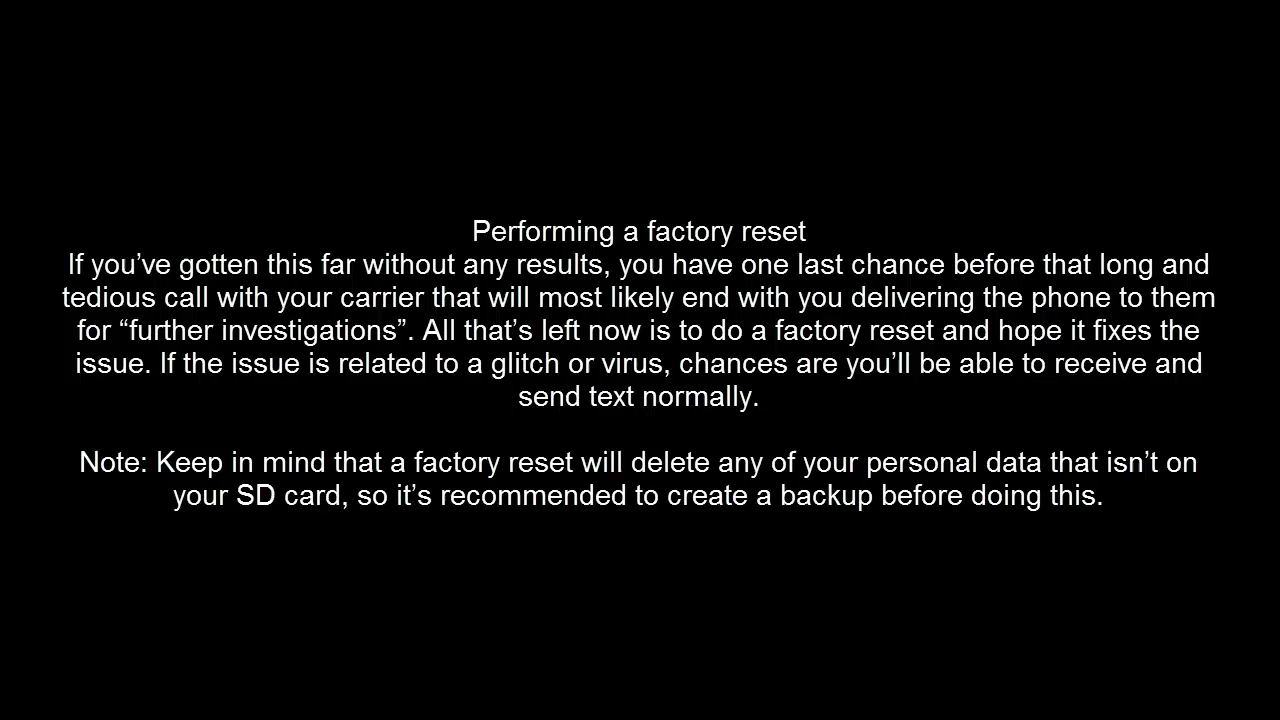 Performing a factory reset
If you’ve gotten this far without any results, you have one last chance before that long and
tedious call with your carrier that will most likely end with you delivering the phone to them
for “further investigations”. All that’s left now is to do a factory reset and hope it fixes the
issue. If the issue is related to a glitch or virus, chances are you’ll be able to receive and
send text normally.
Note: Keep in mind that a factory reset will delete any of your personal data that isn’t on
your SD card, so it’s recommended to create a backup before doing this.